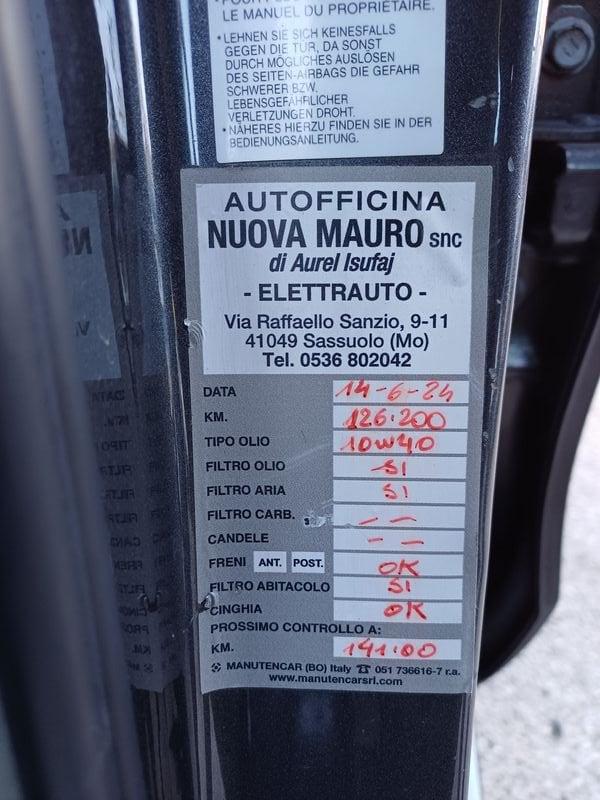 LE MANUEL DU PROPRIÉTAIRE.
• LEHNEN SIE SICH KEINESFALLS
GEGEN DIE TÜR, DA SONST
DURCH MÖGLICHES AUSLÖSEN
DES SEITEN-AIRBAGS DIE GEFAHR
SCHWERER BZW.
LEBENSGEFÄHRLICHER
VERLETZUNGEN DROHT.
• NÄHERES HIERZU FINDEN SIE IN DER
BEDIENUNGSANLEITUNG.
AUTOFFICINA
NUOVA MAURO snc
di Aurel Isufaj
- ELETTRAUTO -
Via Raffaello Sanzio, 9-11
41049 Sassuolo (Mo)
Tel. 0536 802042
DATA 14-6-24
KM. 126.200
TIPO OLIO 10W40
FILTRO OLIO SI
FILTRO ARIA SI
FILTRO CARB. - -
CANDELE - -
FRENI ANT. POST. OK
FILTRO ABITACOLO SI
CINGHIA OK
PROSSIMO CONTROLLO A:
KM. 141.00
MANUTENCAR (BO) Italy ☎ 051 736616-7 r.a.
www.manutencarsrl.com